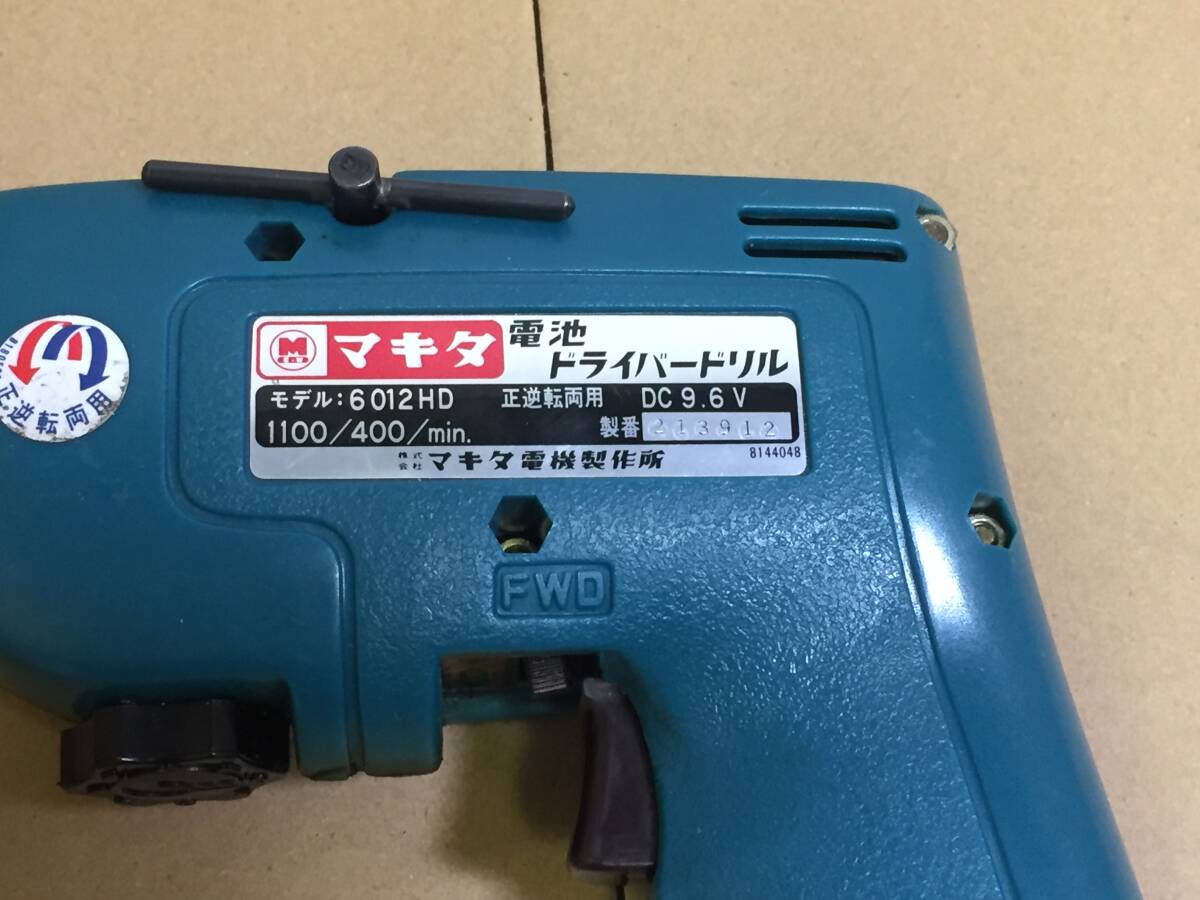 マキタ 電池
ドライバードリル
モデル:6012HD 正逆転両用 DC 9.6 V
1100/400/min. 製番 213912
株式会社 マキタ電機製作所 8144048
FWD
正逆転両用